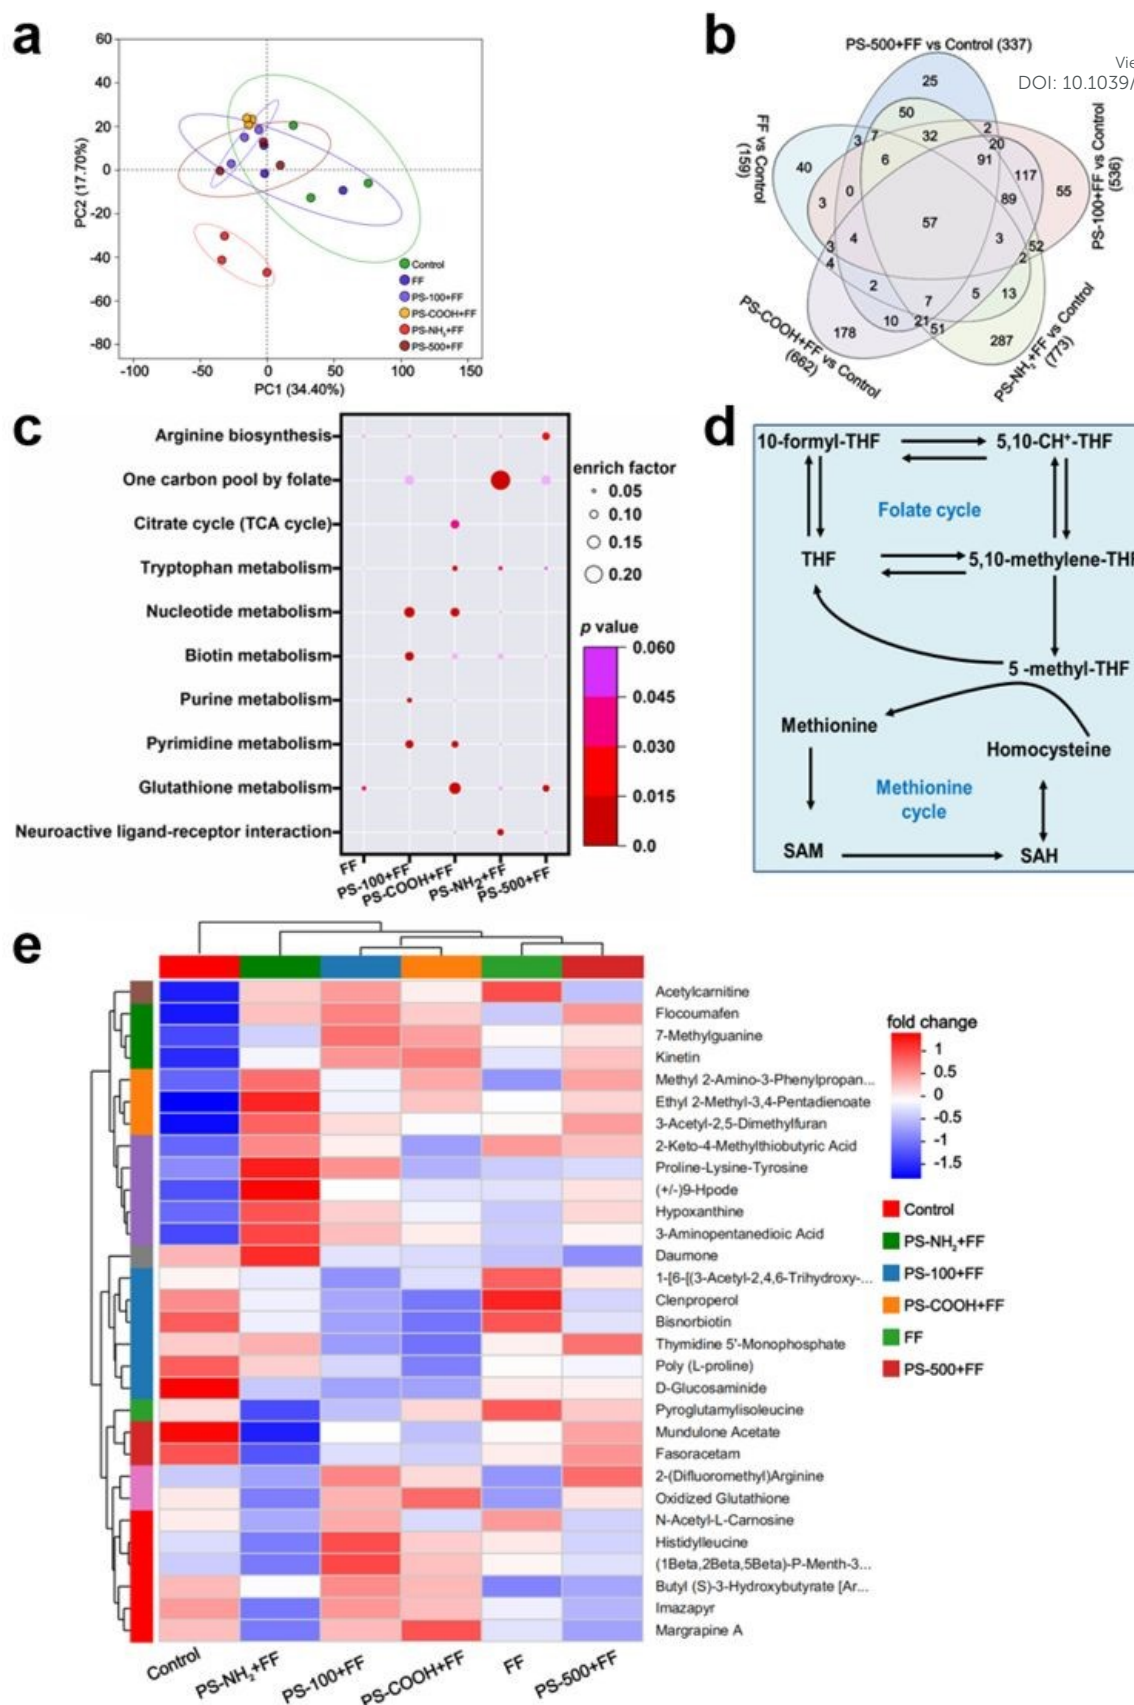 a
60
40
20
0
-20
-40
-60
-80
PC2 (17.70%)
-100
-50
0
50
100
150
PC1 (34.40%)
Control
FF
PS-100+FF
PS-COOH+FF
PS-NH₂+FF
PS-500+FF
b
PS-500+FF vs Control (337)
Vie
DOI: 10.1039/
FF vs Control
(159)
PS-100+FF vs Control
(536)
PS-COOH+FF vs Control
(662)
PS-NH₂+FF vs Control
(773)
25
50
3
7
32
2
20
40
6
91
117
55
3
0
89
57
3
4
4
3
52
2
2
7
5
13
178
10
21
51
287
c
Arginine biosynthesis
One carbon pool by folate
Citrate cycle (TCA cycle)
Tryptophan metabolism
Nucleotide metabolism
Biotin metabolism
Purine metabolism
Pyrimidine metabolism
Glutathione metabolism
Neuroactive ligand-receptor interaction
FF
PS-100+FF
PS-COOH+FF
PS-NH₂+FF
PS-500+FF
enrich factor
0.05
0.10
0.15
0.20
p value
0.060
0.045
0.030
0.015
0.0
d
10-formyl-THF
5,10-CH⁺-THF
Folate cycle
THF
5,10-methylene-THF
5 -methyl-THF
Methionine
Homocysteine
Methionine
cycle
SAM
SAH
e
Acetylcarnitine
Flocoumafen
7-Methylguanine
Kinetin
Methyl 2-Amino-3-Phenylpropan...
Ethyl 2-Methyl-3,4-Pentadienoate
3-Acetyl-2,5-Dimethylfuran
2-Keto-4-Methylthiobutyric Acid
Proline-Lysine-Tyrosine
(+/-)9-Hpode
Hypoxanthine
3-Aminopentanedioic Acid
Daumone
1-[6-[(3-Acetyl-2,4,6-Trihydroxy-...
Clenproperol
Bisnorbiotin
Thymidine 5'-Monophosphate
Poly (L-proline)
D-Glucosaminide
Pyroglutamylisoleucine
Mundulone Acetate
Fasoracetam
2-(Difluoromethyl)Arginine
Oxidized Glutathione
N-Acetyl-L-Carnosine
Histidylleucine
(1Beta,2Beta,5Beta)-P-Menth-3...
Butyl (S)-3-Hydroxybutyrate [Ar...
Imazapyr
Margrapine A
fold change
1
0.5
0
-0.5
-1
-1.5
Control
PS-NH₂+FF
PS-100+FF
PS-COOH+FF
FF
PS-500+FF
Control
PS-NH₂+FF
PS-100+FF
PS-COOH+FF
FF
PS-500+FF